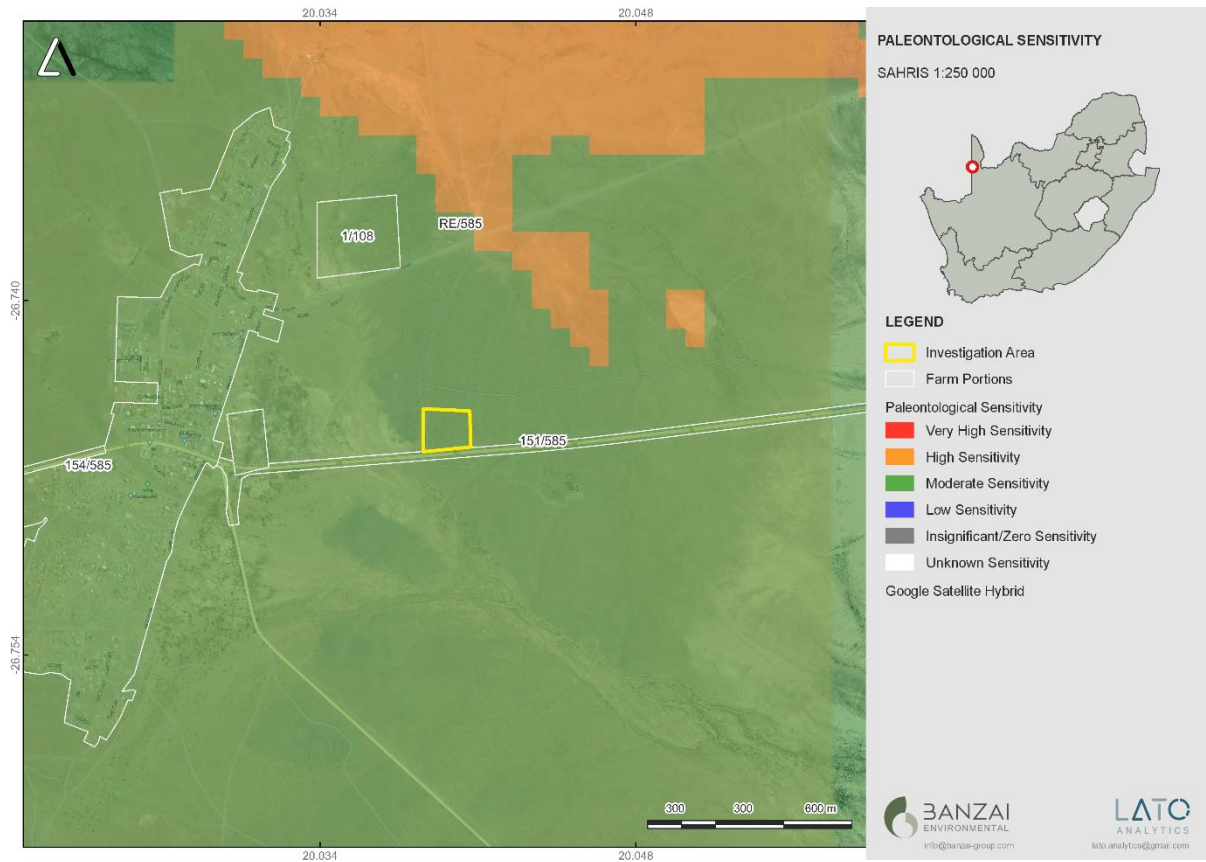 20.034
20.048
-26.740
-26.754
1/108
RE/585
151/585
154/585
300
300
600 m
20.034
20.048
PALEONTOLOGICAL SENSITIVITY
SAHRIS 1:250 000
LEGEND
Investigation Area
Farm Portions
Paleontological Sensitivity
Very High Sensitivity
High Sensitivity
Moderate Sensitivity
Low Sensitivity
Insignificant/Zero Sensitivity
Unknown Sensitivity
Google Satellite Hybrid
BANZAI
ENVIRONMENTAL
info@banzai-group.com
LATO
ANALYTICS
lato.analytics@gmail.com